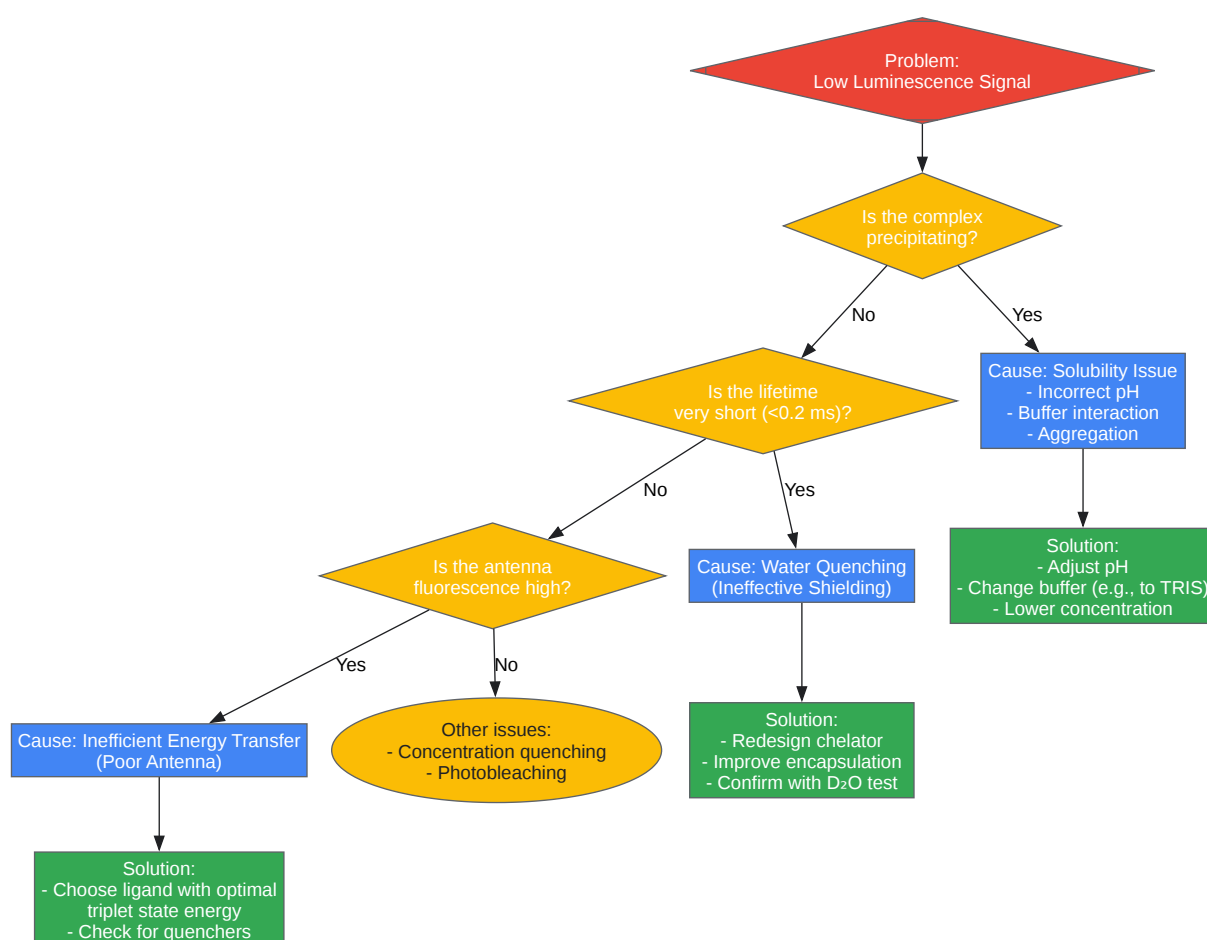 Problem:
Low Luminescence Signal
Is the complex
precipitating?
No
Yes
Is the lifetime
very short (<0.2 ms)?
Cause: Solubility Issue
- Incorrect pH
- Buffer interaction
- Aggregation
No
Yes
Is the antenna
fluorescence high?
Cause: Water Quenching
(Ineffective Shielding)
Solution:
- Adjust pH
- Change buffer (e.g., to TRIS)
- Lower concentration
Yes
No
Cause: Inefficient Energy Transfer
(Poor Antenna)
Other issues:
- Concentration quenching
- Photobleaching
Solution:
- Redesign chelator
- Improve encapsulation
- Confirm with D₂O test
Solution:
- Choose ligand with optimal
triplet state energy
- Check for quenchers